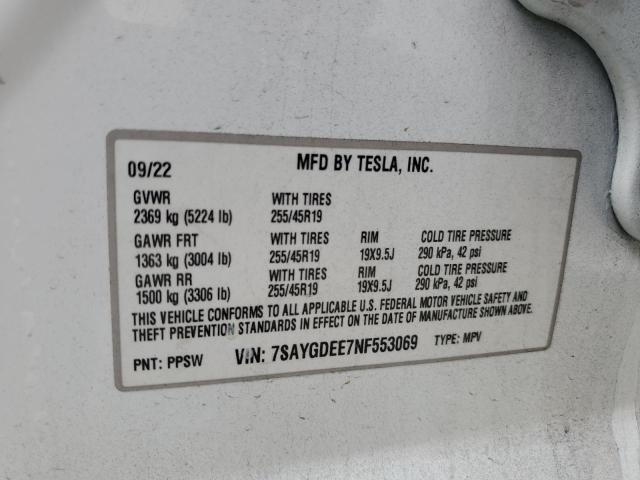 09/22 MFD BY TESLA, INC.
GVWR WITH TIRES
2369 kg (5224 lb) 255/45R19
GAWR FRT WITH TIRES RIM COLD TIRE PRESSURE
1363 kg (3004 lb) 255/45R19 19X9.5J 290 kPa, 42 psi
GAWR RR WITH TIRES RIM COLD TIRE PRESSURE
1500 kg (3306 lb) 255/45R19 19X9.5J 290 kPa, 42 psi
THIS VEHICLE CONFORMS TO ALL APPLICABLE U.S. FEDERAL MOTOR VEHICLE SAFETY AND
THEFT PREVENTION STANDARDS IN EFFECT ON THE DATE OF MANUFACTURE SHOWN ABOVE.
PNT: PPSW VIN: 7SAYGDEE7NF553069 TYPE: MPV